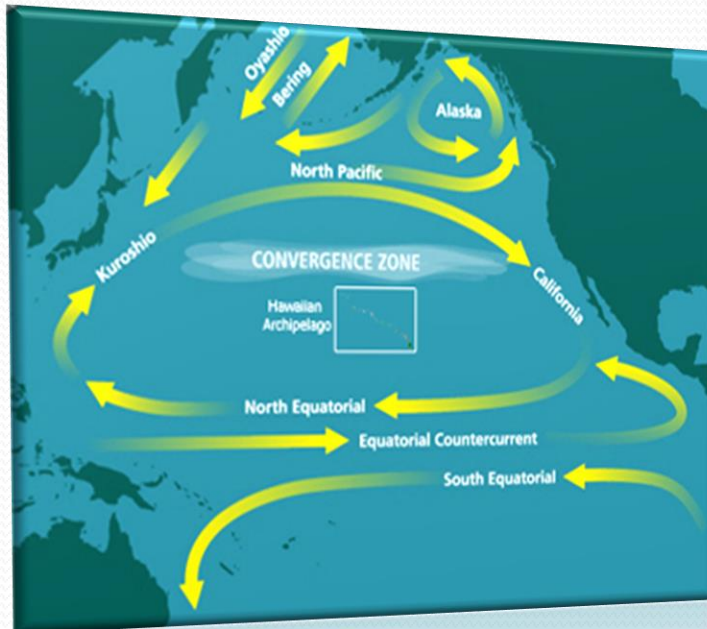 Oyashio
Bering
Alaska
North Pacific
Kuroshio
CONVERGENCE ZONE
California
Hawaiian
Archipelago
North Equatorial
Equatorial Countercurrent
South Equatorial